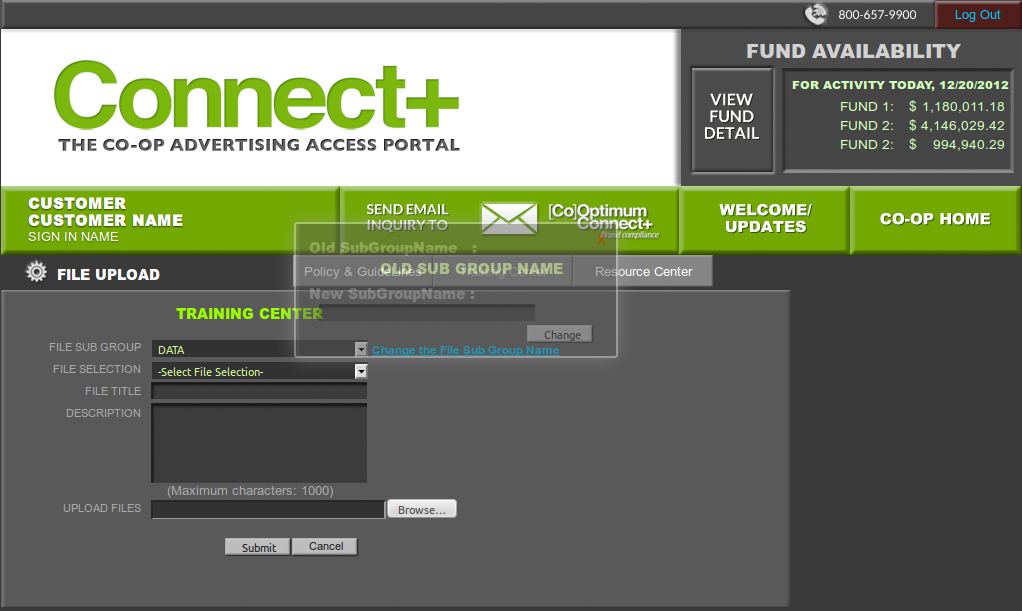 800-657-9900
Log Out
Connect+
THE CO-OP ADVERTISING ACCESS PORTAL
FUND AVAILABILITY
VIEW
FUND
DETAIL
FOR ACTIVITY TODAY, 12/20/2012
FUND 1: $ 1,180,011.18
FUND 2: $ 4,146,029.42
FUND 2: $ 994,940.29
CUSTOMER
CUSTOMER NAME
SIGN IN NAME
SEND EMAIL
INQUIRY TO
[Co]Optimum
Connect+
Brand compliance
WELCOME/
UPDATES
CO-OP HOME
X
Old SubGroupName :
OLD SUB GROUP NAME
New SubGroupName :
Change
FILE UPLOAD
Policy & Guidelines
Resource Center
TRAINING CENTER
FILE SUB GROUP
DATA
Change the File Sub Group Name
FILE SELECTION
-Select File Selection-
FILE TITLE
DESCRIPTION
(Maximum characters: 1000)
UPLOAD FILES
Browse...
Submit
Cancel